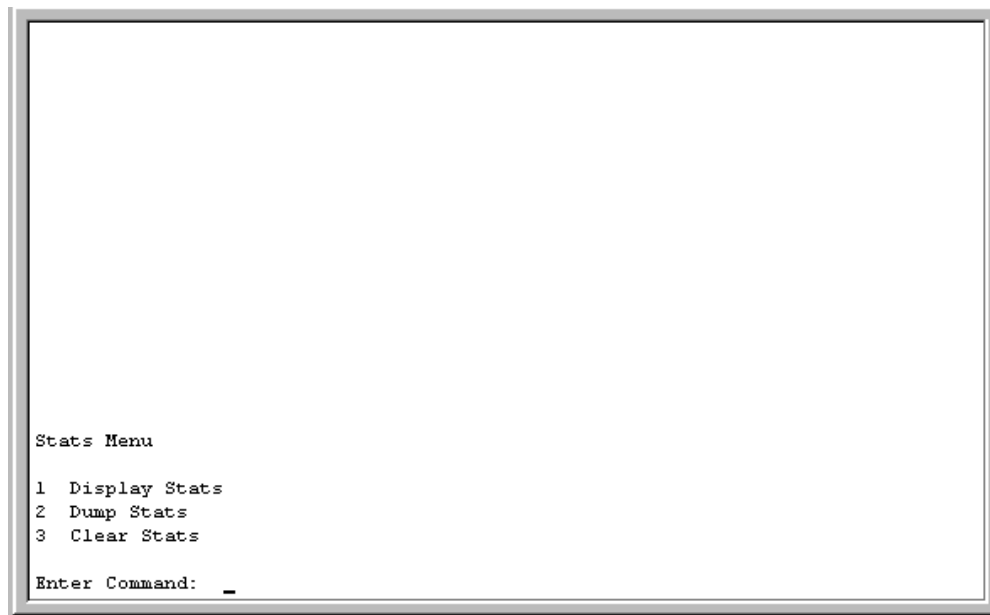 Stats Menu
1  Display Stats
2  Dump Stats
3  Clear Stats
Enter Command:  _